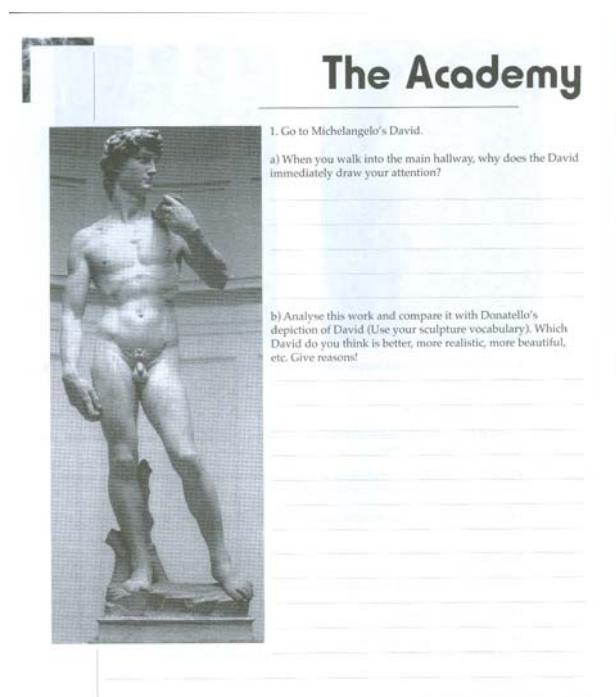 The Academy
1. Go to Michelangelo's David.
a) When you walk into the main hallway, why does the David
immediately draw your attention?
b) Analyse this work and compare it with Donatello's
depiction of David (Use your sculpture vocabulary). Which
David do you think is better, more realistic, more beautiful,
etc. Give reasons!